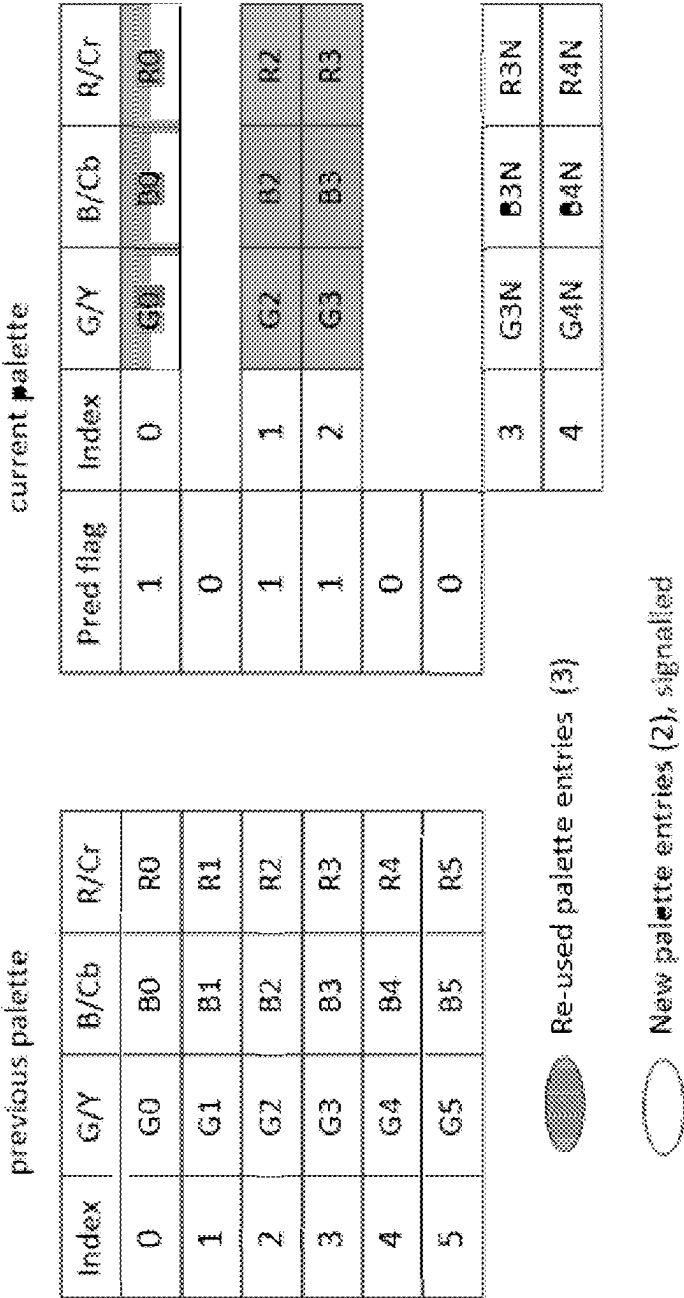 previous palette
Index G/Y B/Cb R/Cr
0 G0 B0 R0
1 G1 B1 R1
2 G2 B2 R2
3 G3 B3 R3
4 G4 B4 R4
5 G5 B5 R5
current palette
Pred flag Index G/Y B/Cb R/Cr
1 0 G0 B0 R0
0
1 1 G2 B2 R2
1 2 G3 B3 R3
0
0
3 G3N B3N R3N
4 G4N B4N R4N
Re-used palette entries (3)
New palette entries (2), signalled